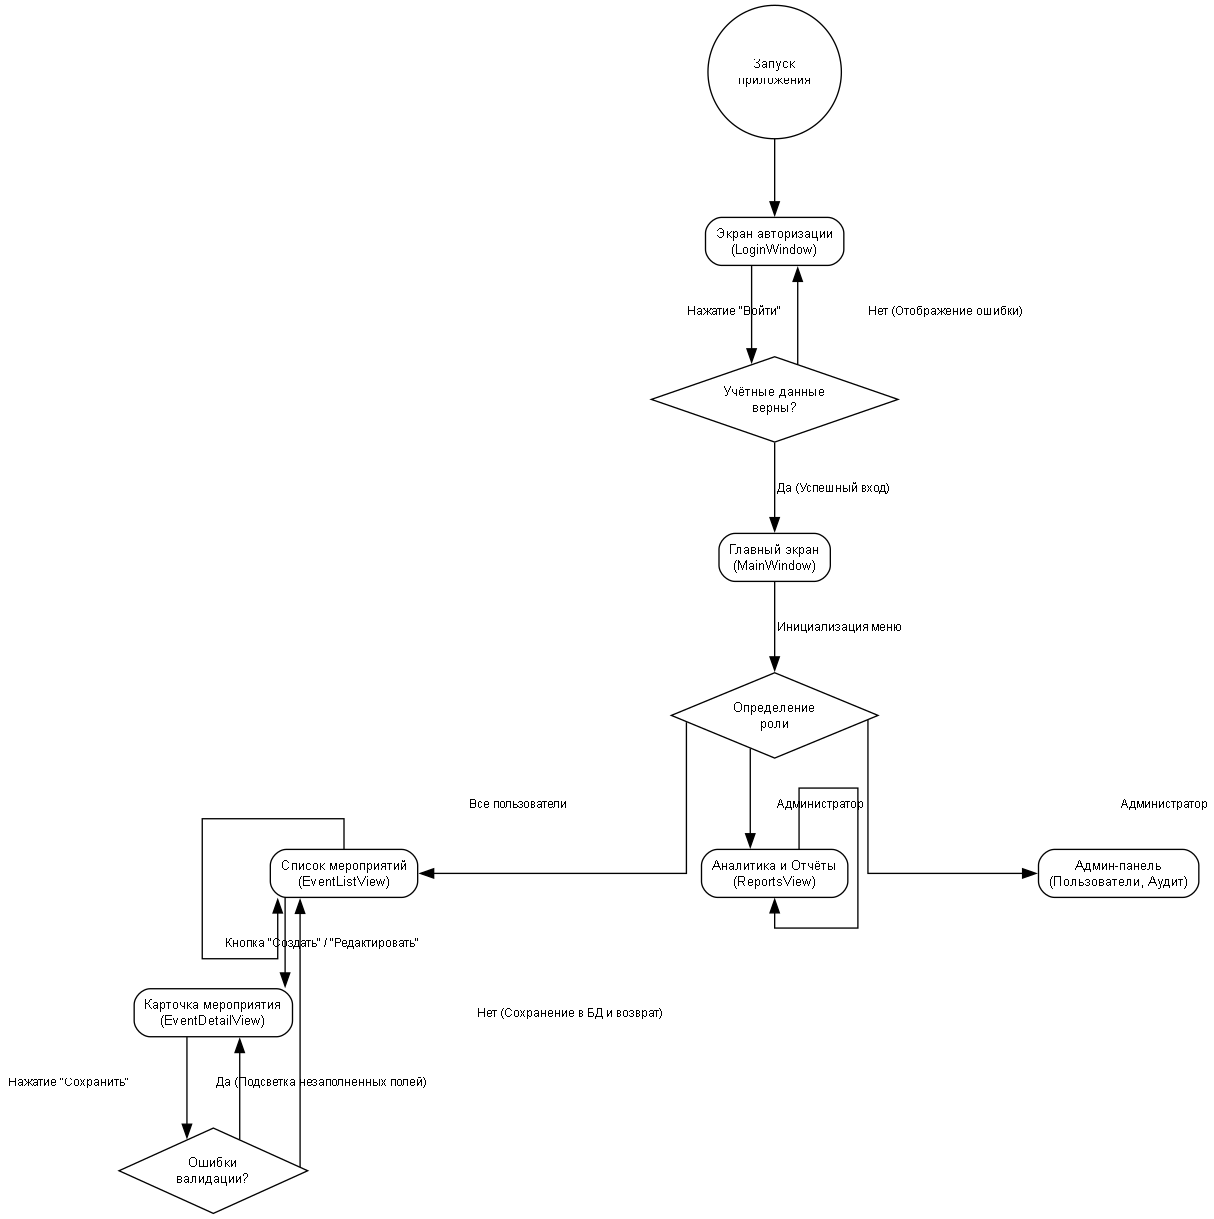 Запуск
приложения
Экран авторизации
(LoginWindow)
Нажатие "Войти"
Нет (Отображение ошибки)
Учётные данные
верны?
Да (Успешный вход)
Главный экран
(MainWindow)
Инициализация меню
Определение
роли
Все пользователи
Администратор
Администратор
Список мероприятий
(EventListView)
Аналитика и Отчёты
(ReportsView)
Админ-панель
(Пользователи, Аудит)
Кнопка "Создать" / "Редактировать"
Карточка мероприятия
(EventDetailView)
Нет (Сохранение в БД и возврат)
Нажатие "Сохранить"
Да (Подсветка незаполненных полей)
Ошибки
валидации?